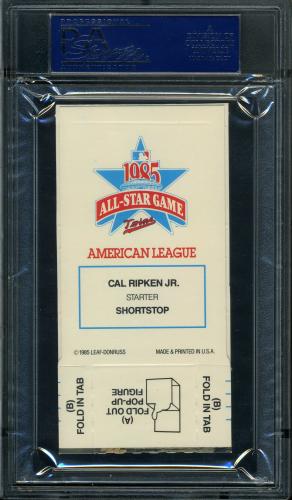 PSA
1985
ALL-STAR GAME
Twins
AMERICAN LEAGUE
CAL RIPKEN JR.
STARTER
SHORTSTOP
© 1985 LEAF-DONRUSS
MADE & PRINTED IN U.S.A.
(B)
FOLD IN TAB
(A)
FOLD OUT
POP-UP
FIGURE
FOLD IN TAB
(B)